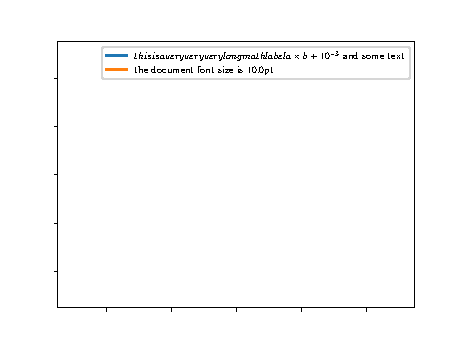 thisisaveryveryverylongmathlabela × b + 10⁻³ and some text
the document font size is 10.0pt